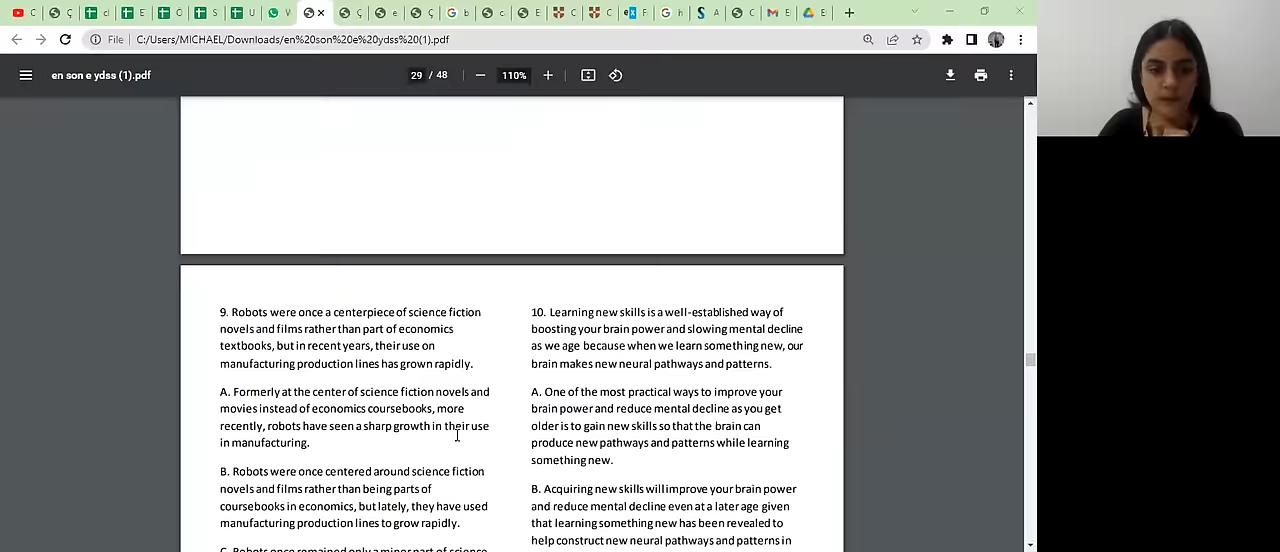 C
Ç
cl
E
Ö
S
U
V
Ç
e
Ç
b
c
E
C
C
F
h
A
C
E
E
File
C:/Users/MICHAEL/Downloads/en%20son%20e%20ydss%20(1).pdf
en son e ydss (1).pdf
29 / 48
110%
9. Robots were once a centerpiece of science fiction
novels and films rather than part of economics
textbooks, but in recent years, their use on
manufacturing production lines has grown rapidly.
A. Formerly at the center of science fiction novels and
movies instead of economics coursebooks, more
recently, robots have seen a sharp growth in their use
in manufacturing.
B. Robots were once centered around science fiction
novels and films rather than being parts of
coursebooks in economics, but lately, they have used
manufacturing production lines to grow rapidly.
C. Robots once remained only a minor part of science
10. Learning new skills is a well-established way of
boosting your brain power and slowing mental decline
as we age because when we learn something new, our
brain makes new neural pathways and patterns.
A. One of the most practical ways to improve your
brain power and reduce mental decline as you get
older is to gain new skills so that the brain can
produce new pathways and patterns while learning
something new.
B. Acquiring new skills will improve your brain power
and reduce mental decline even at a later age given
that learning something new has been revealed to
help construct new neural pathways and patterns in